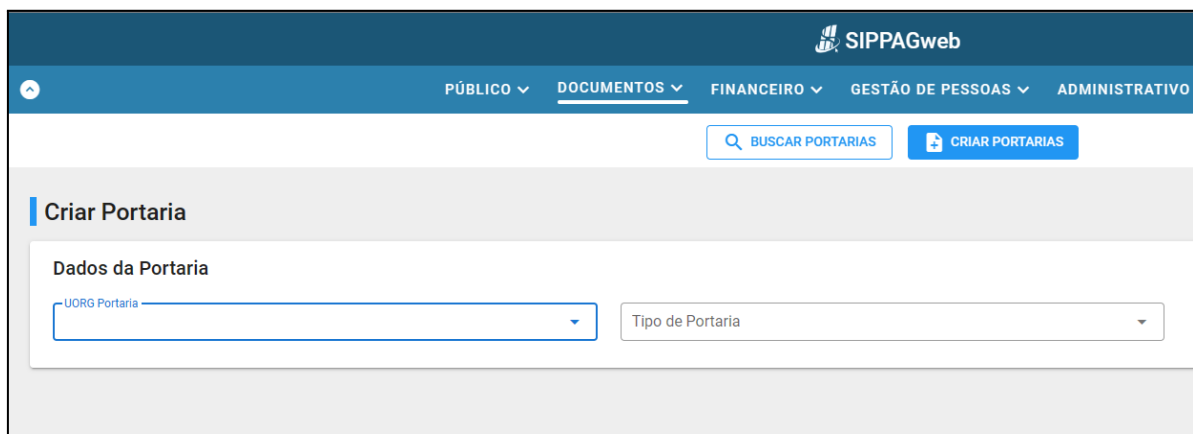 SIPPAGweb
PÚBLICO DOCUMENTOS FINANCEIRO GESTÃO DE PESSOAS ADMINISTRATIVO
BUSCAR PORTARIAS CRIAR PORTARIAS
Criar Portaria
Dados da Portaria
UORG Portaria
Tipo de Portaria